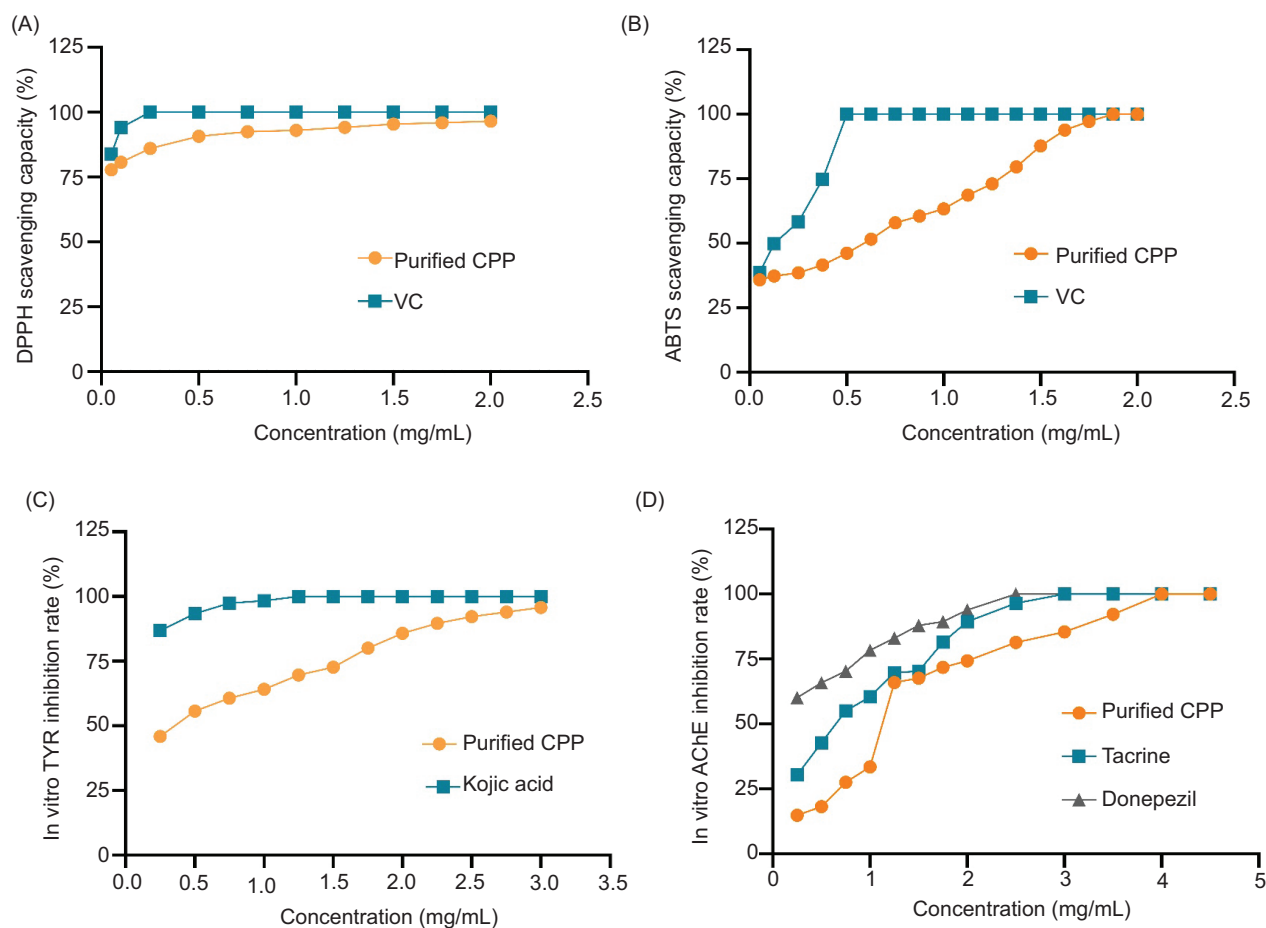 (A)
DPPH scavenging capacity (%)
125
100
75
50
25
0
0.0 0.5 1.0 1.5 2.0 2.5
Concentration (mg/mL)
Purified CPP
VC
(B)
ABTS scavenging capacity (%)
125
100
75
50
25
0
0.0 0.5 1.0 1.5 2.0 2.5
Concentration (mg/mL)
Purified CPP
VC
(C)
In vitro TYR inhibition rate (%)
125
100
75
50
25
0
0.0 0.5 1.0 1.5 2.0 2.5 3.0 3.5
Concentration (mg/mL)
Purified CPP
Kojic acid
(D)
In vitro AChE inhibition rate (%)
125
100
75
50
25
0
0 1 2 3 4 5
Concentration (mg/mL)
Purified CPP
Tacrine
Donepezil